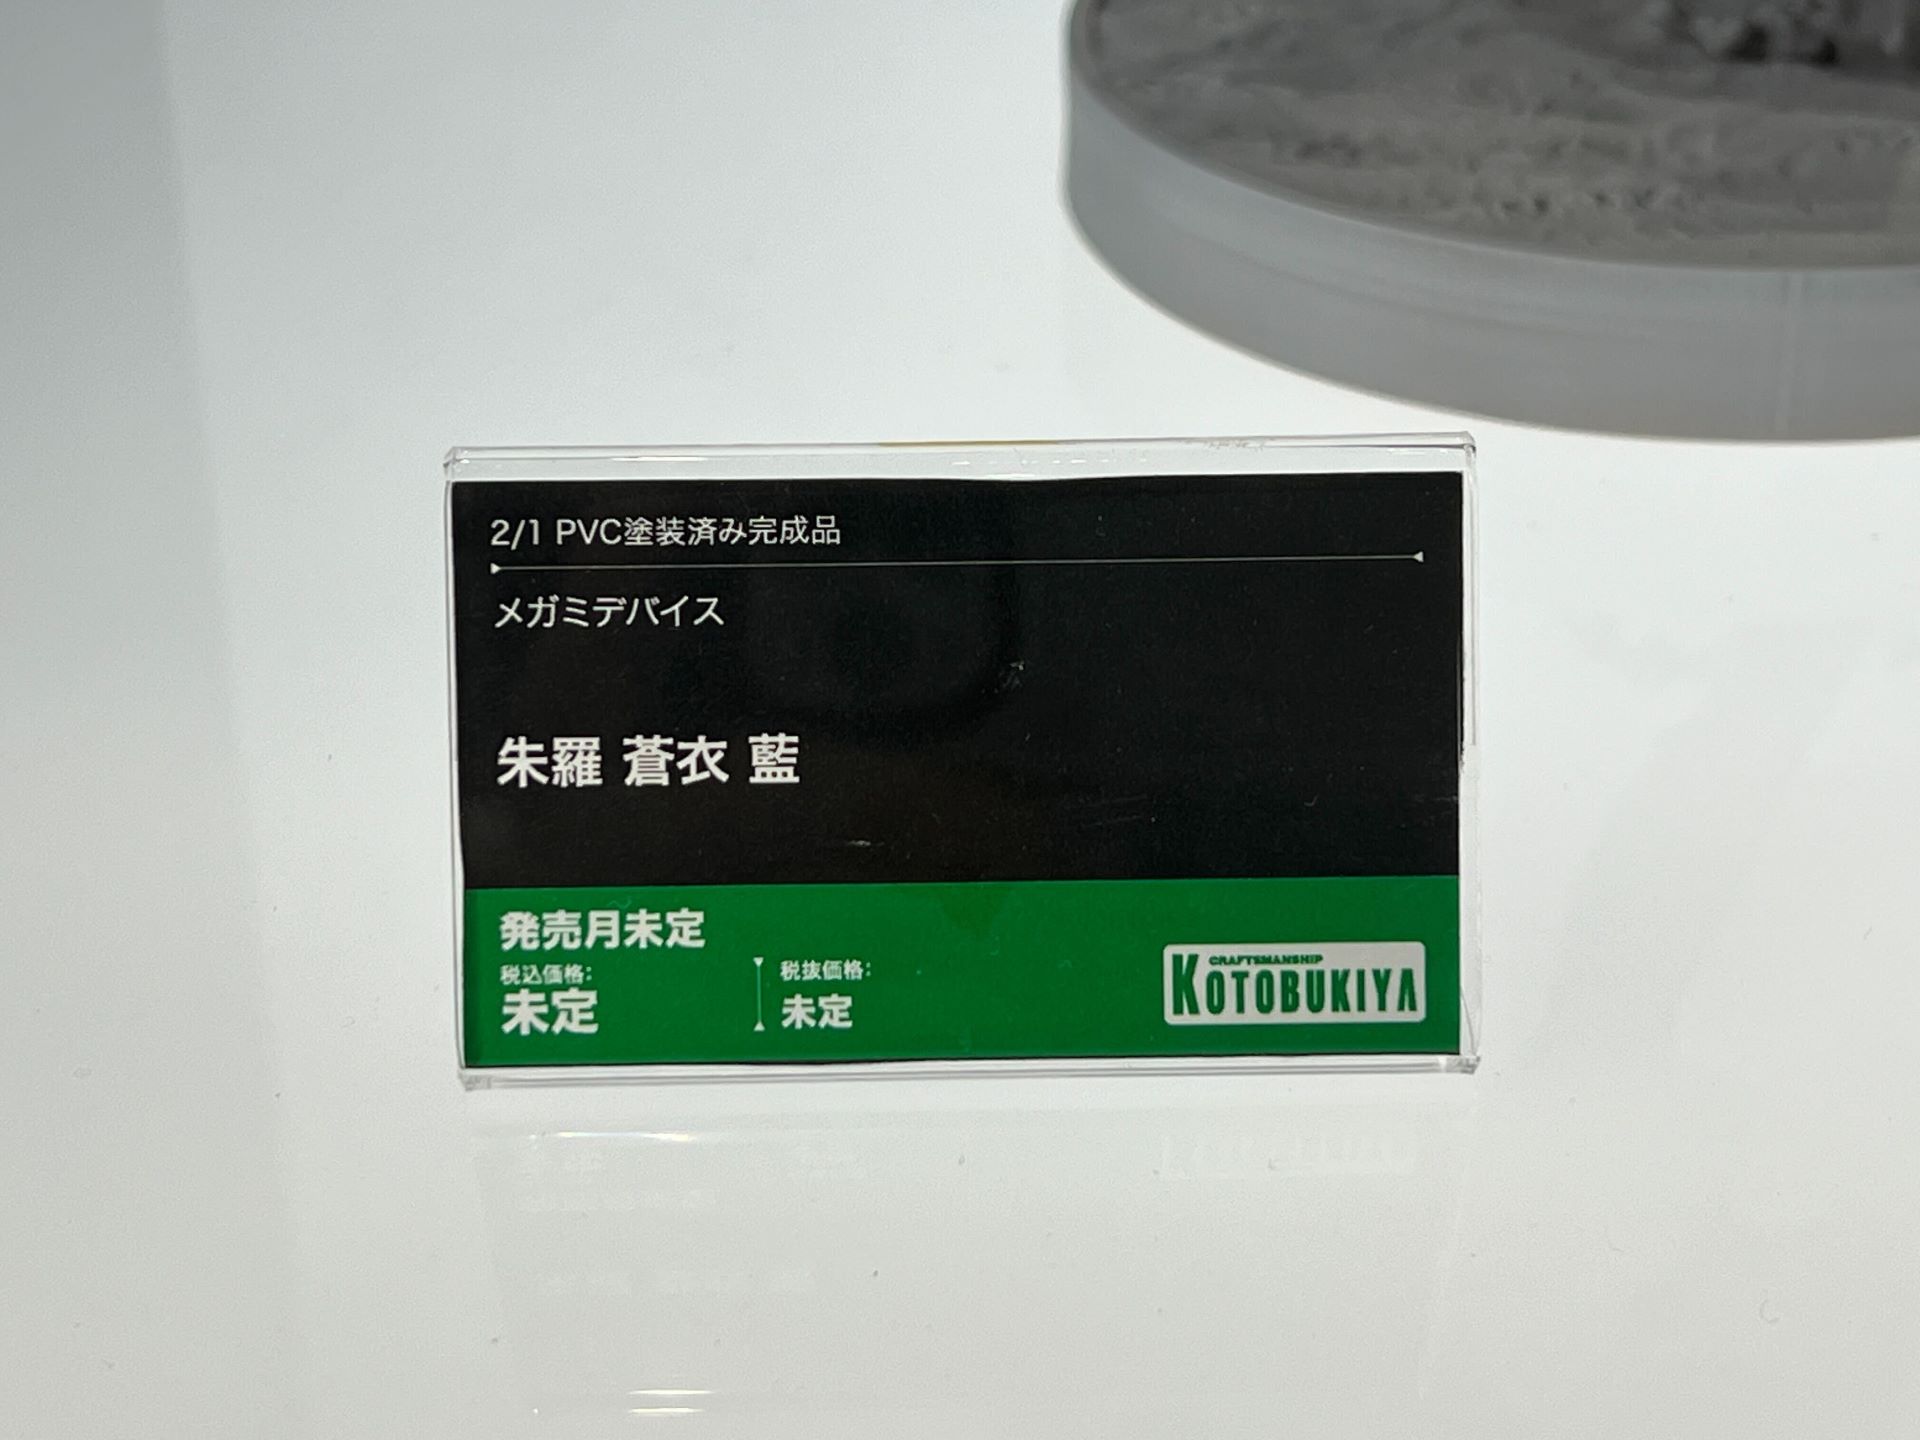 2/1 PVC塗装済み完成品
メガミデバイス
朱羅 蒼衣 藍
発売月未定
税込価格:
未定
税抜価格:
未定
CRAFTSMANSHIP
KOTOBUKIYA